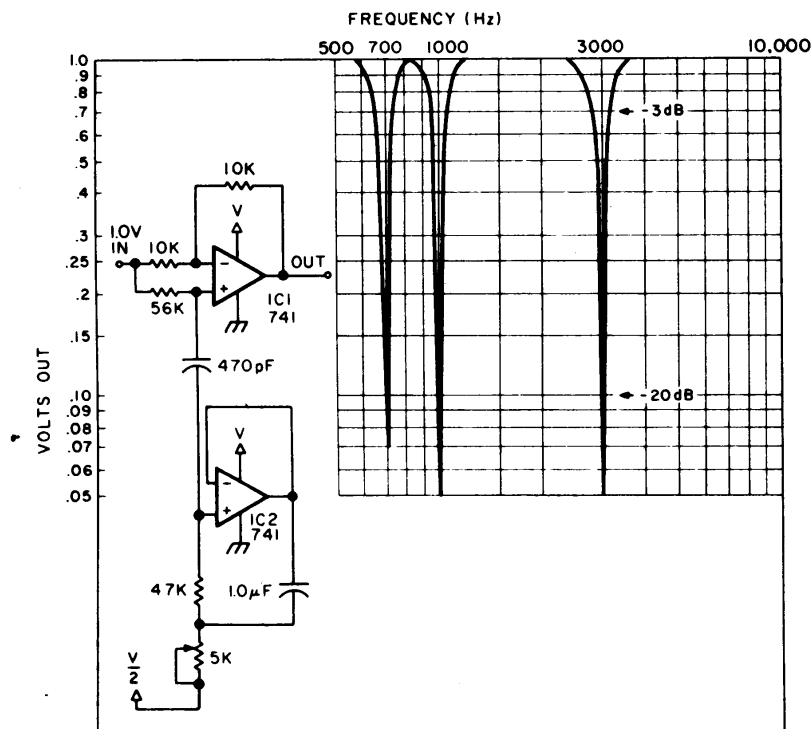 FREQUENCY (Hz)
500 700 1000 3000 10,000
1.0
.9
.8
.7
.6
.5
.4
.3
.25
.2
.15
.10
.09
.08
.07
.06
.05
VOLTS OUT
-3dB
-20dB
10K
V
1.0V
IN
10K
OUT
56K
IC1
741
470pF
V
IC2
741
47K
1.0µF
5K
V
2